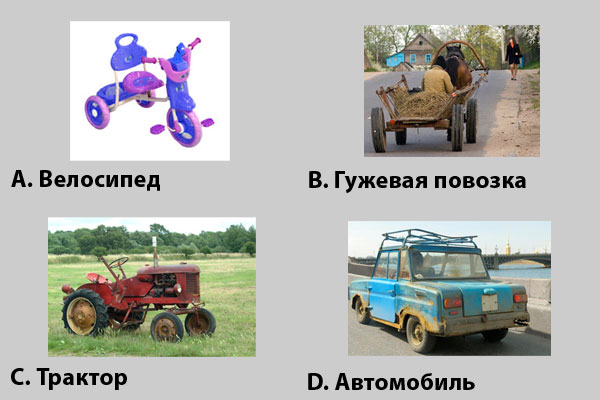 A. Велосипед
B. Гужевая повозка
C. Трактор
D. Автомобиль